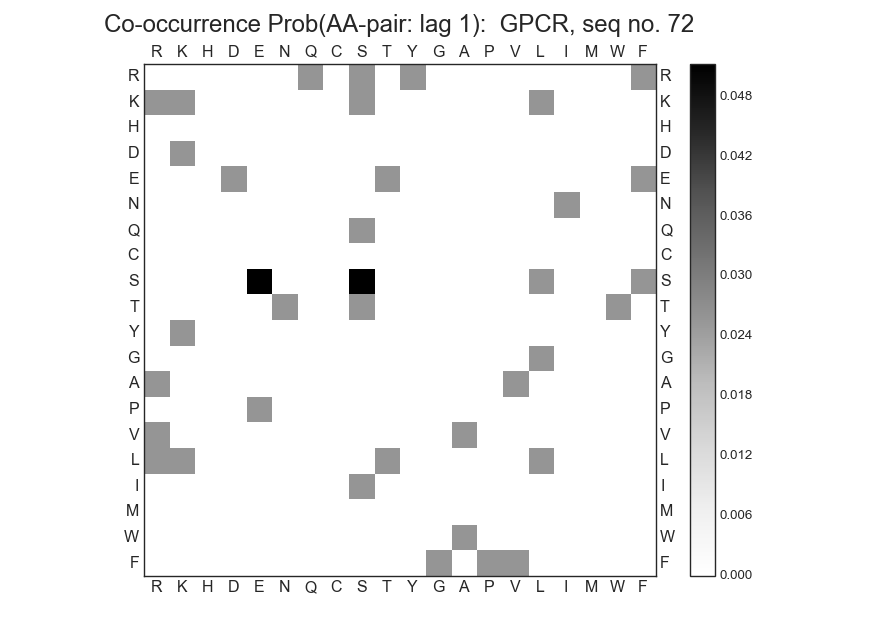 Co-occurrence Prob(AA-pair: lag 1):  GPCR, seq no. 72
R K H D E N Q C S T Y G A P V L I M W F
R R
K K
H H
D D
E E
N N
Q Q
C C
S S
T T
Y Y
G G
A A
P P
V V
L L
I I
M M
W W
F F
R K H D E N Q C S T Y G A P V L I M W F
0.048
0.042
0.036
0.030
0.024
0.018
0.012
0.006
0.000